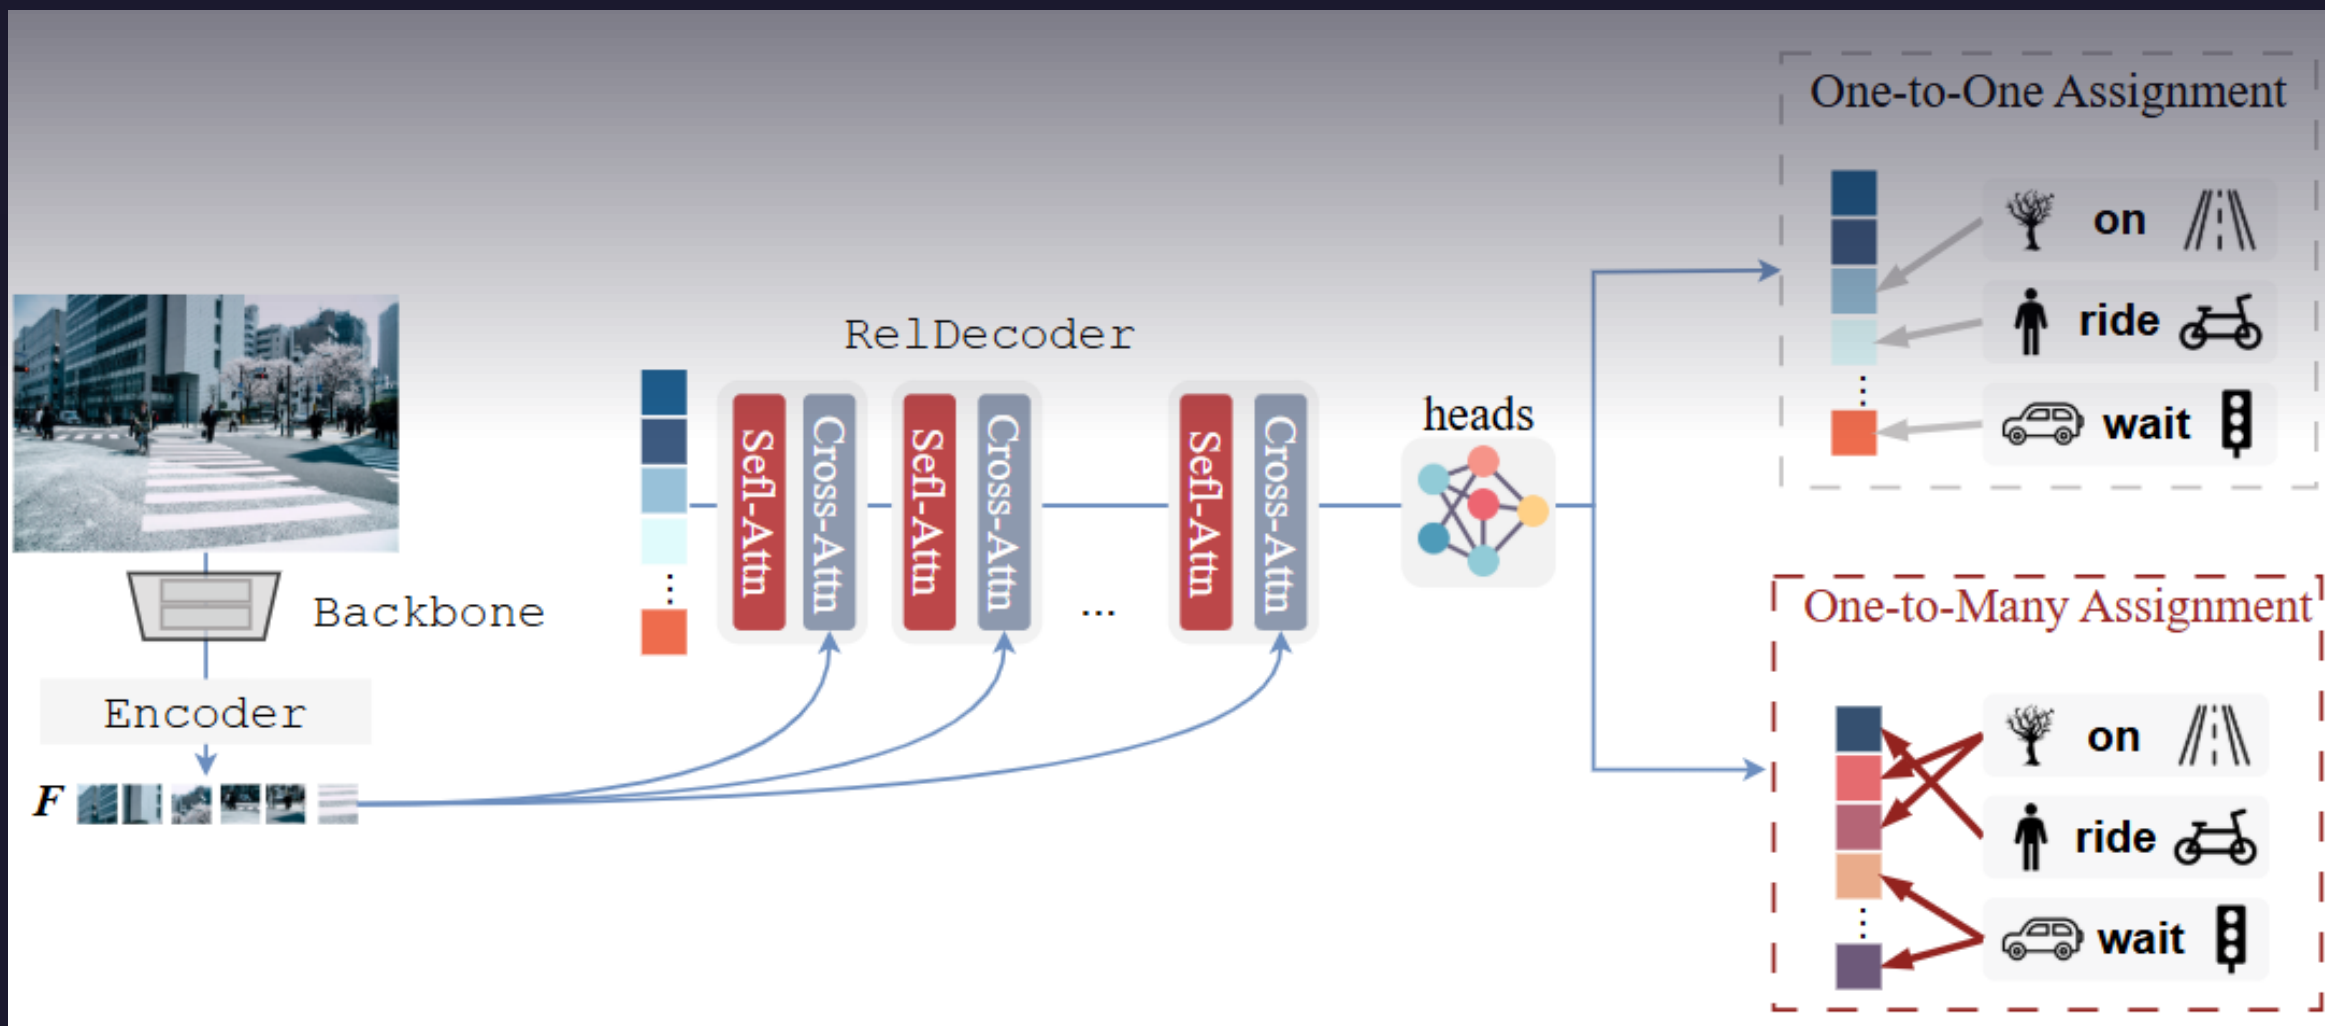 One-to-One Assignment
on
ride
⋮
wait
RelDecoder
heads
Sefl-Attn
Cross-Attn
Sefl-Attn
Cross-Attn
...
Sefl-Attn
Cross-Attn
⋮
Backbone
Encoder
F
One-to-Many Assignment
on
ride
⋮
wait